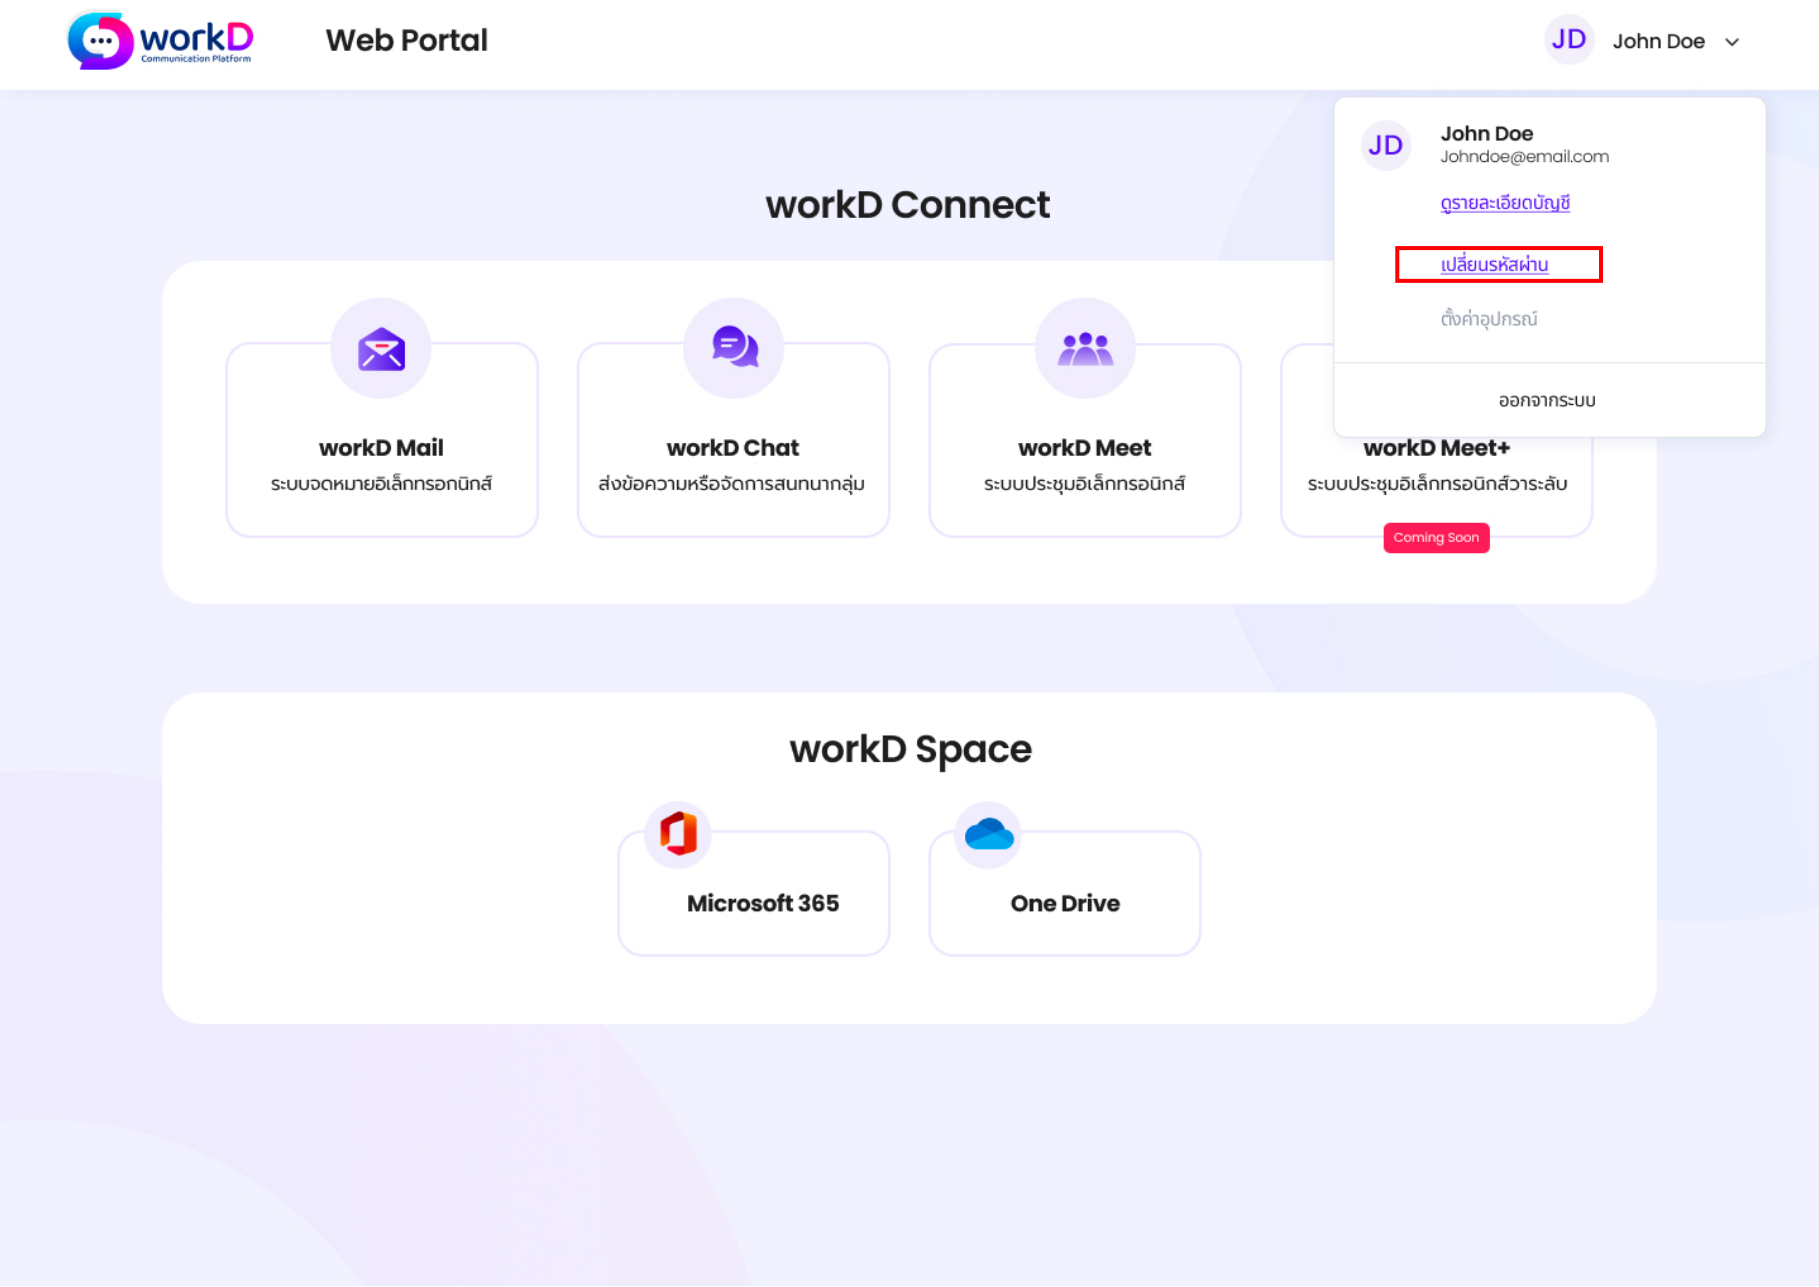 workD
Communication Platform
Web Portal
JD
John Doe
JD
John Doe
Johndoe@email.com
ดูรายละเอียดบัญชี
เปลี่ยนรหัสผ่าน
ตั้งค่าอุปกรณ์
ออกจากระบบ
workD Connect
workD Mail
ระบบจดหมายอิเล็กทรอกนิกส์
workD Chat
ส่งข้อความหรือจัดการสนทนากลุ่ม
workD Meet
ระบบประชุมอิเล็กทรอนิกส์
workD Meet+
ระบบประชุมอิเล็กทรอนิกส์วาระลับ
Coming Soon
workD Space
Microsoft 365
One Drive